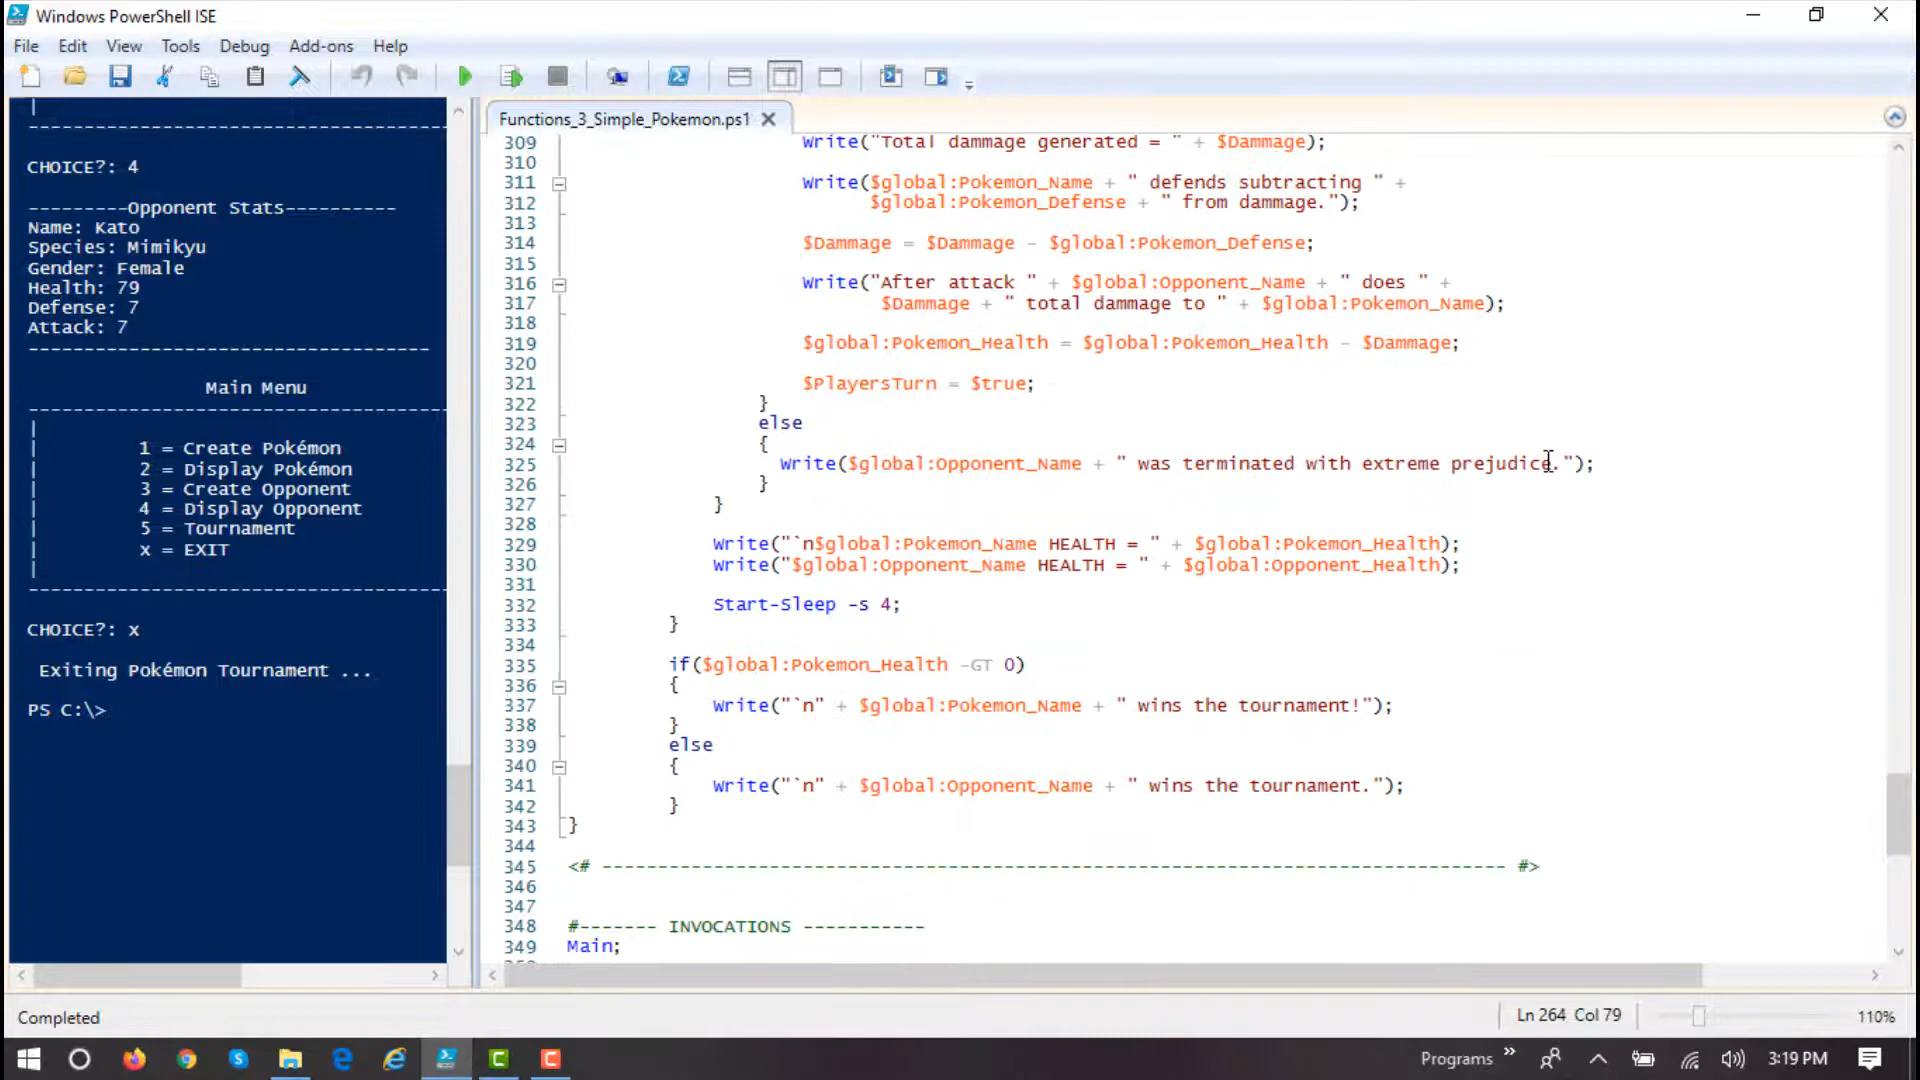 Windows PowerShell ISE
File Edit View Tools Debug Add-ons Help
CHOICE?: 4
---------Opponent Stats----------
Name: Kato
Species: Mimikyu
Gender: Female
Health: 79
Defense: 7
Attack: 7
Main Menu
1 = Create Pokémon
2 = Display Pokémon
3 = Create Opponent
4 = Display Opponent
5 = Tournament
x = EXIT
CHOICE?: x
Exiting Pokémon Tournament ...
PS C:\>
Functions_3_Simple_Pokemon.ps1
309 Write("Total dammage generated = " + $Dammage);
310
311 Write($global:Pokemon_Name + " defends subtracting " +
312 $global:Pokemon_Defense + " from dammage.");
313
314 $Dammage = $Dammage - $global:Pokemon_Defense;
315
316 Write("After attack " + $global:Opponent_Name + " does " +
317 $Dammage + " total dammage to " + $global:Pokemon_Name);
318
319 $global:Pokemon_Health = $global:Pokemon_Health - $Dammage;
320
321 $PlayersTurn = $true;
322 }
323 else
324 {
325 Write($global:Opponent_Name + " was terminated with extreme prejudice.");
326 }
327 }
328
329 Write("`n$global:Pokemon_Name HEALTH = " + $global:Pokemon_Health);
330 Write("$global:Opponent_Name HEALTH = " + $global:Opponent_Health);
331
332 Start-Sleep -s 4;
333 }
334
335 if($global:Pokemon_Health -GT 0)
336 {
337 Write("`n" + $global:Pokemon_Name + " wins the tournament!");
338 }
339 else
340 {
341 Write("`n" + $global:Opponent_Name + " wins the tournament.");
342 }
343 }
344
345 <# --------------------------------------------------------------------------------- #>
346
347
348 #------- INVOCATIONS -----------
349 Main;
Completed
Ln 264 Col 79
110%
Programs
3:19 PM